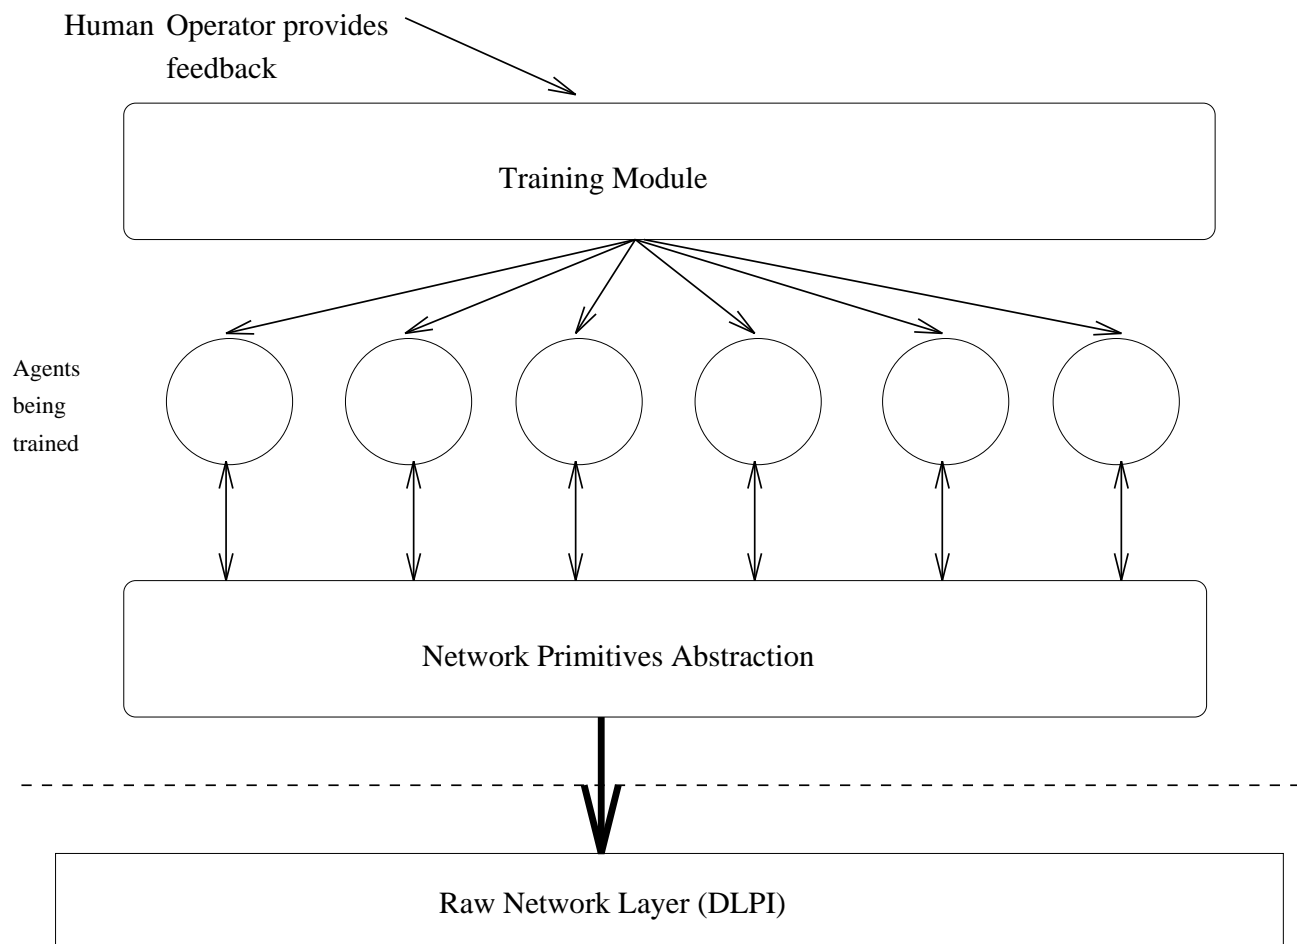 Human Operator provides
feedback
Training Module
Agents
being
trained
Network Primitives Abstraction
Raw Network Layer (DLPI)